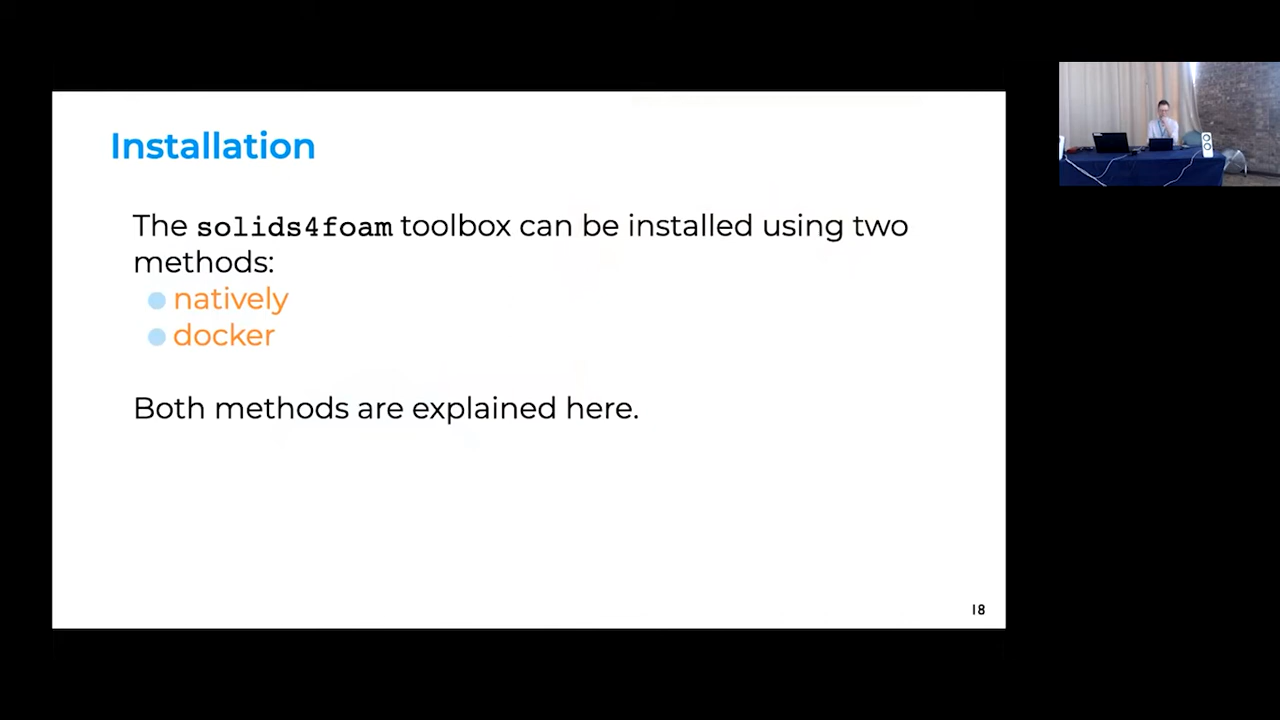 Installation
The solids4foam toolbox can be installed using two
methods:
natively
docker
Both methods are explained here.
18